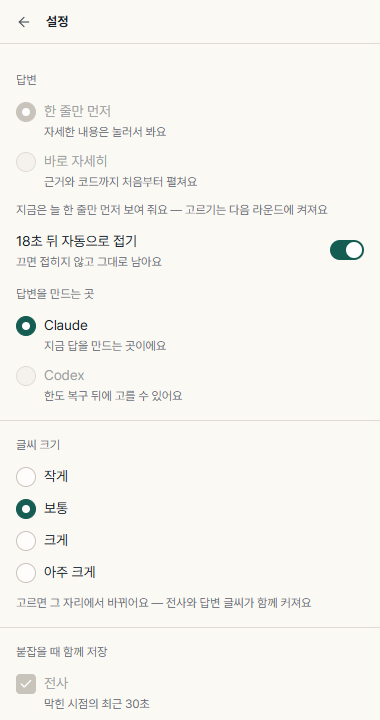 설정
답변
한 줄만 먼저
자세한 내용은 눌러서 봐요
바로 자세히
근거와 코드까지 처음부터 펼쳐요
지금은 늘 한 줄만 먼저 보여 줘요 — 고르기는 다음 라운드에 켜져요
18초 뒤 자동으로 접기
끄면 접히지 않고 그대로 남아요
답변을 만드는 곳
Claude
지금 답을 만드는 곳이에요
Codex
한도 복구 뒤에 고를 수 있어요
글씨 크기
작게
보통
크게
아주 크게
고르면 그 자리에서 바뀌어요 — 전사와 답변 글씨가 함께 커져요
붙잡을 때 함께 저장
전사
막힌 시점의 최근 30초